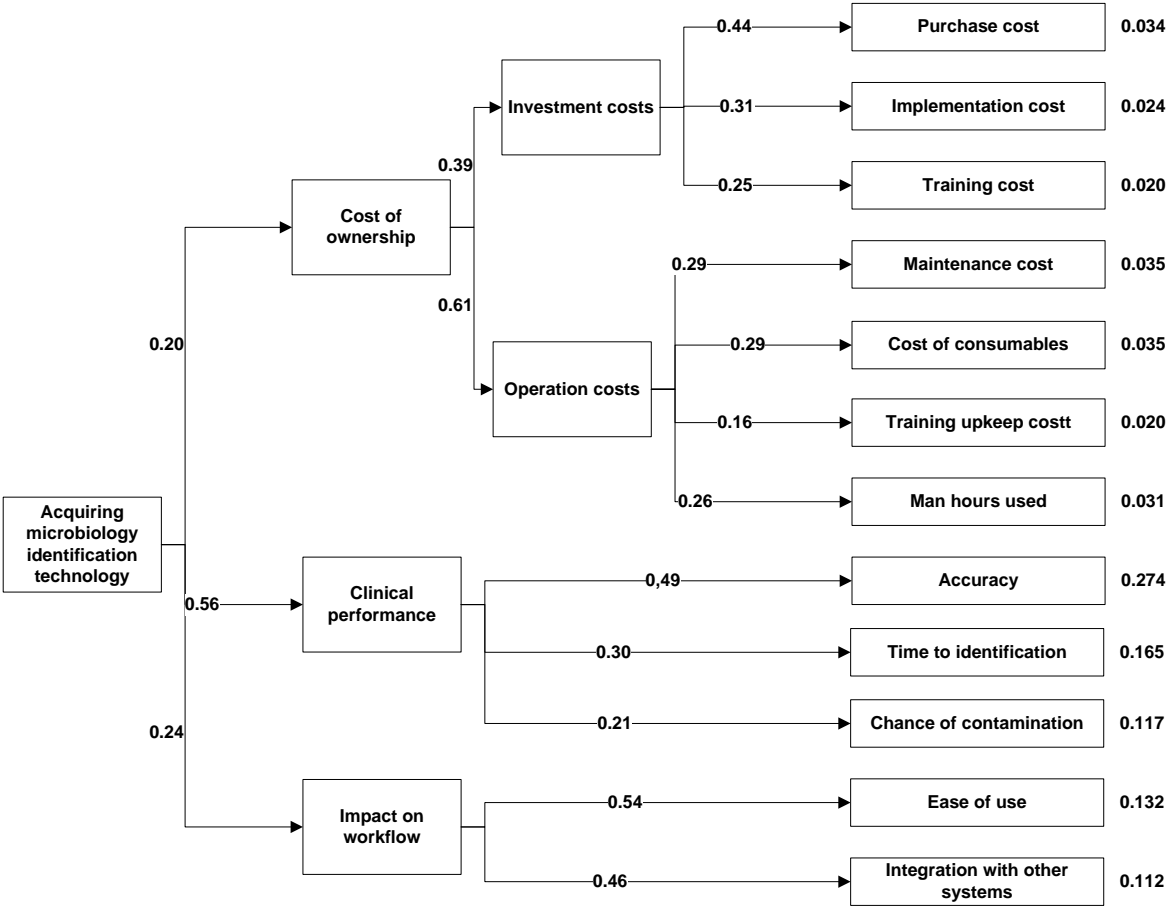 0.44
Purchase cost
0.034
Investment costs
0.31
Implementation cost
0.024
0.39
0.25
Training cost
0.020
Cost of
ownership
0.29
Maintenance cost
0.035
0.61
0.20
0.29
Cost of consumables
0.035
Operation costs
0.16
Training upkeep costt
0.020
0.26
Man hours used
0.031
Acquiring
microbiology
identification
technology
0.56
Clinical
performance
0,49
Accuracy
0.274
0.30
Time to identification
0.165
0.24
0.21
Chance of contamination
0.117
Impact on
workflow
0.54
Ease of use
0.132
0.46
Integration with other
systems
0.112